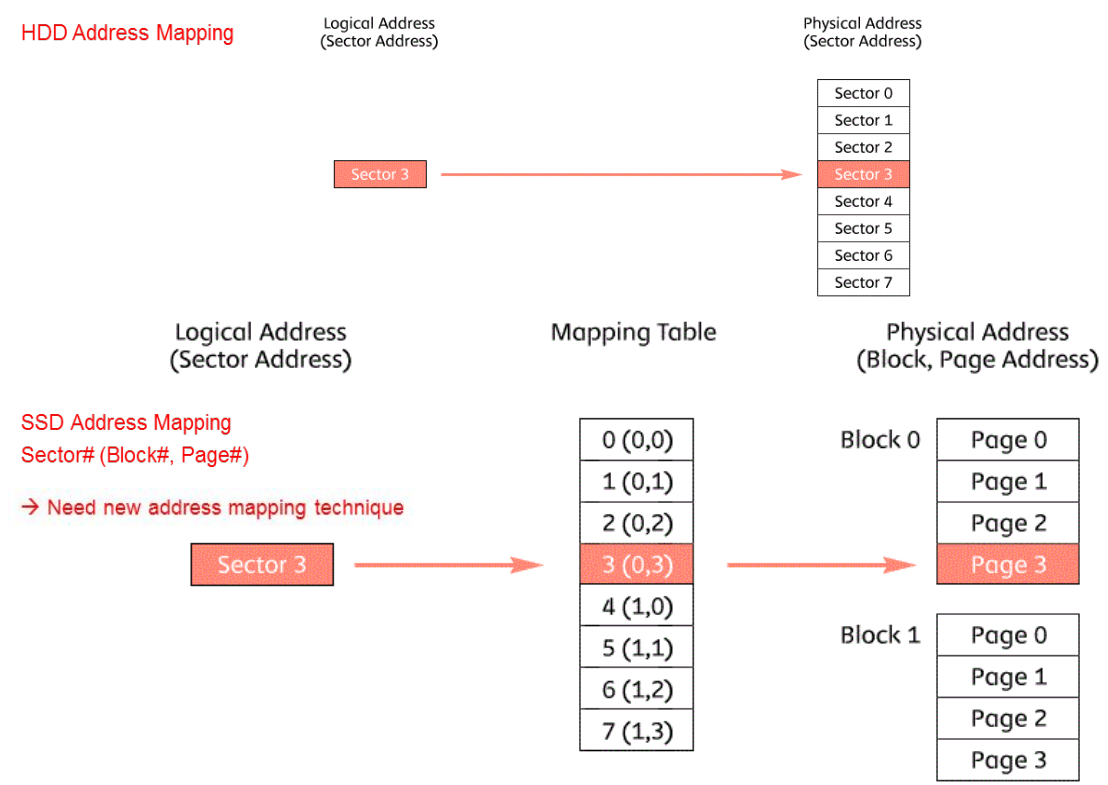 HDD Address Mapping
Logical Address
(Sector Address)
Physical Address
(Sector Address)
Sector 0
Sector 1
Sector 2
Sector 3
Sector 3
Sector 4
Sector 5
Sector 6
Sector 7
Logical Address
(Sector Address)
Mapping Table
Physical Address
(Block, Page Address)
SSD Address Mapping
Sector# (Block#, Page#)
→ Need new address mapping technique
Sector 3
0 (0,0)
1 (0,1)
2 (0,2)
3 (0,3)
4 (1,0)
5 (1,1)
6 (1,2)
7 (1,3)
Block 0
Page 0
Page 1
Page 2
Page 3
Block 1
Page 0
Page 1
Page 2
Page 3